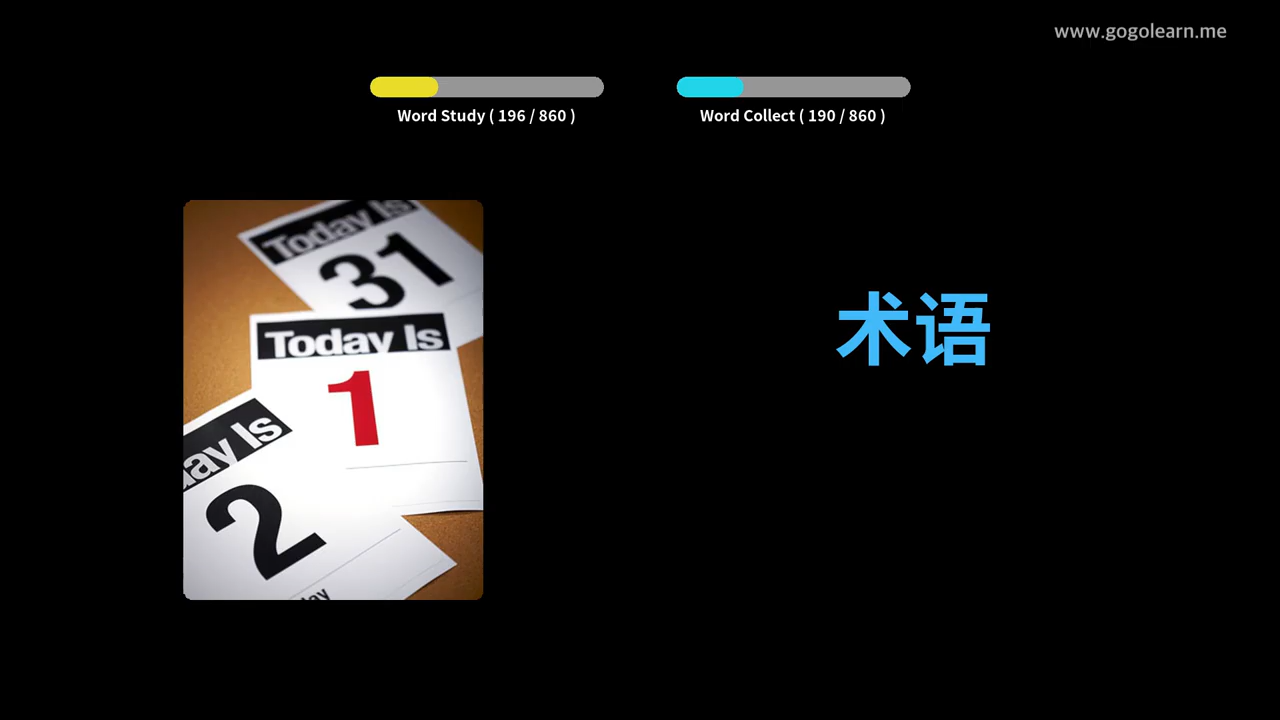 www.gogolearn.me
Word Study ( 196 / 860 )
Word Collect ( 190 / 860 )
Today Is
31
Today Is
1
ay Is
2
术语